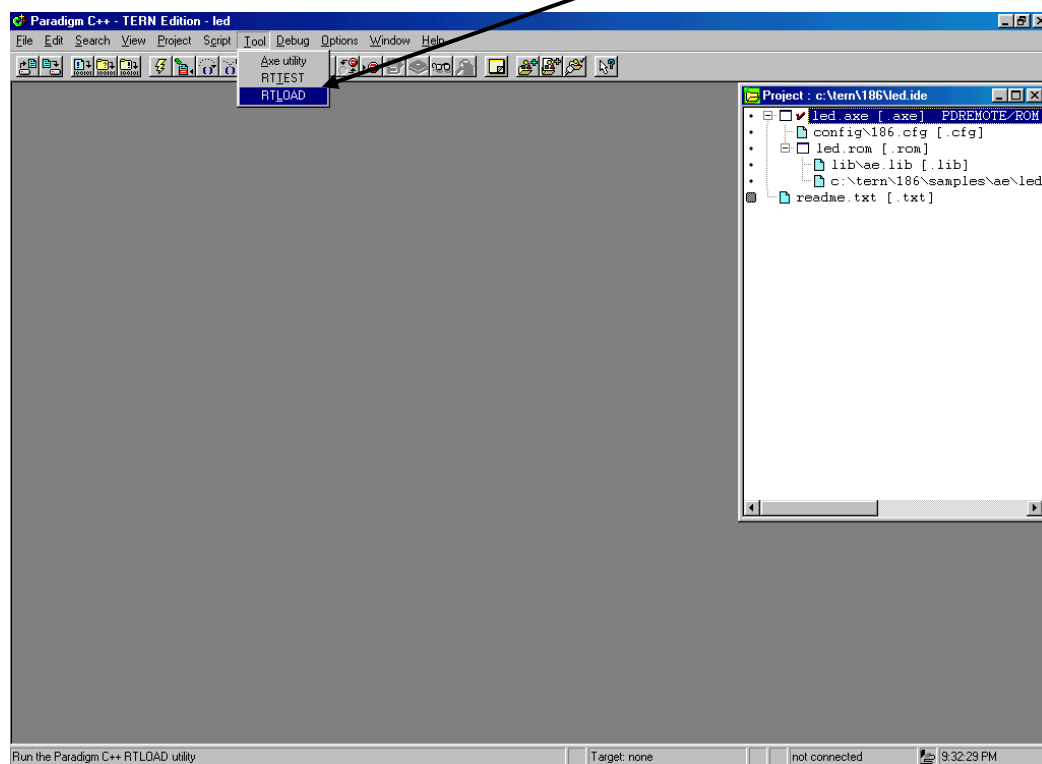 Paradigm C++ - TERN Edition - led
File Edit Search View Project Script Tool Debug Options Window Help
Axe utility
RTTEST
RTLOAD
Project : c:\tern\186\led.ide
led.axe [.axe] PDREMOTE/ROM
config\186.cfg [.cfg]
led.rom [.rom]
lib\ae.lib [.lib]
c:\tern\186\samples\ae\led
readme.txt [.txt]
Run the Paradigm C++ RTLOAD utility
Target: none
not connected
9:32:29 PM